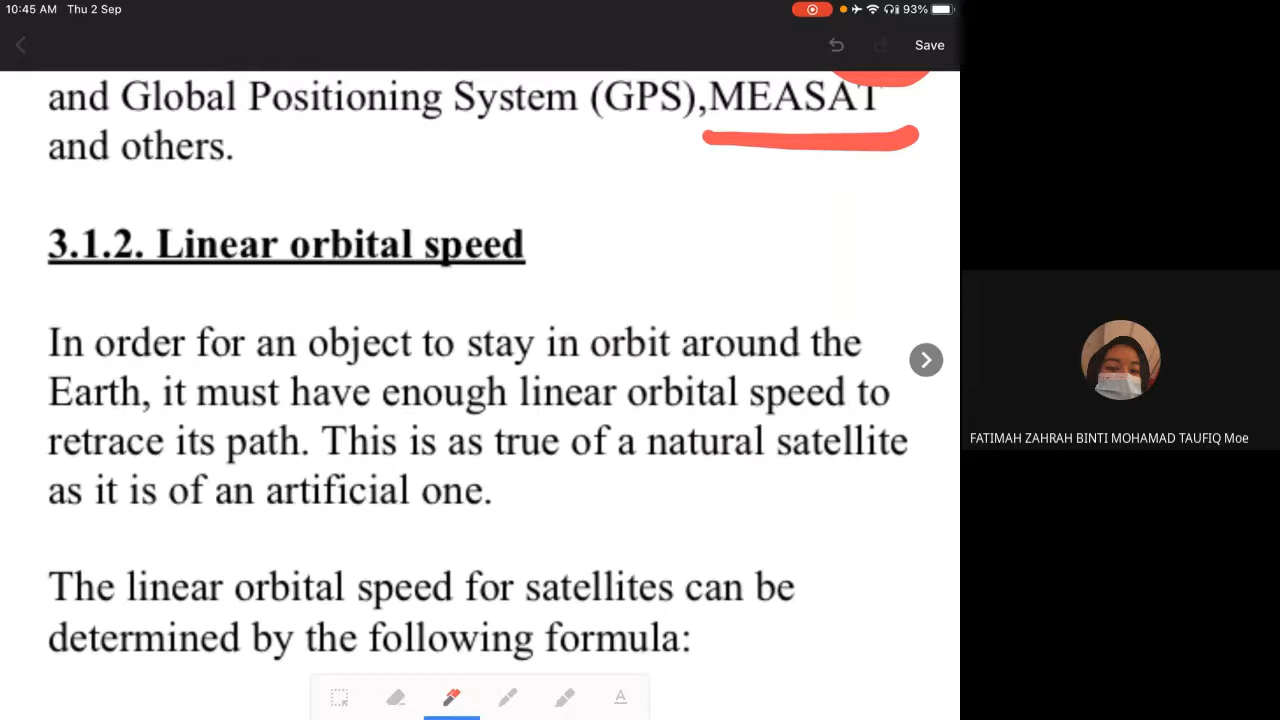 10:45 AM Thu 2 Sep
93%
Save
and Global Positioning System (GPS),MEASAT
and others.
3.1.2. Linear orbital speed
In order for an object to stay in orbit around the
Earth, it must have enough linear orbital speed to
retrace its path. This is as true of a natural satellite
as it is of an artificial one.
The linear orbital speed for satellites can be
determined by the following formula:
A
FATIMAH ZAHRAH BINTI MOHAMAD TAUFIQ Moe